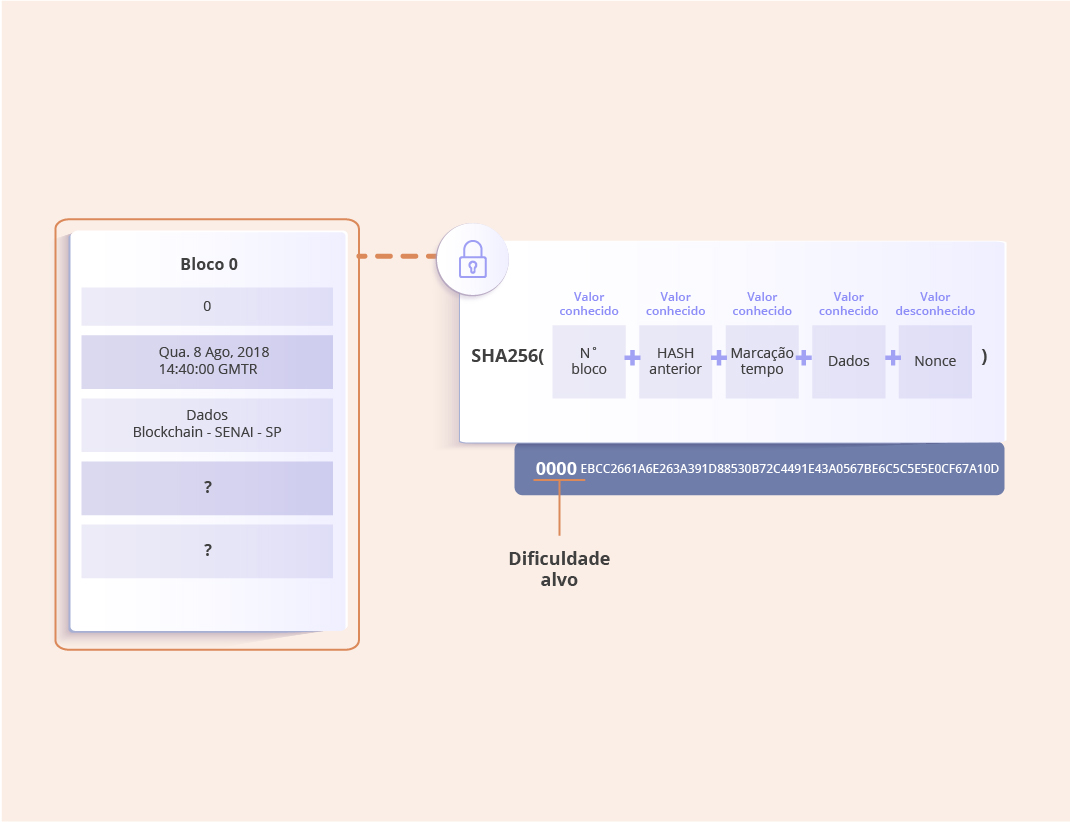 Bloco 0
0
Qua. 8 Ago, 2018
14:40:00 GMTR
Dados
Blockchain - SENAI - SP
?
?
Valor
conhecido
Valor
conhecido
Valor
conhecido
Valor
conhecido
Valor
desconhecido
SHA256(
N˚
bloco
HASH
anterior
Marcação
tempo
Dados
Nonce
)
0000 EBCC2661A6E263A391D88530B72C4491E43A0567BE6C5C5E5E0CF67A10D
Dificuldade
alvo